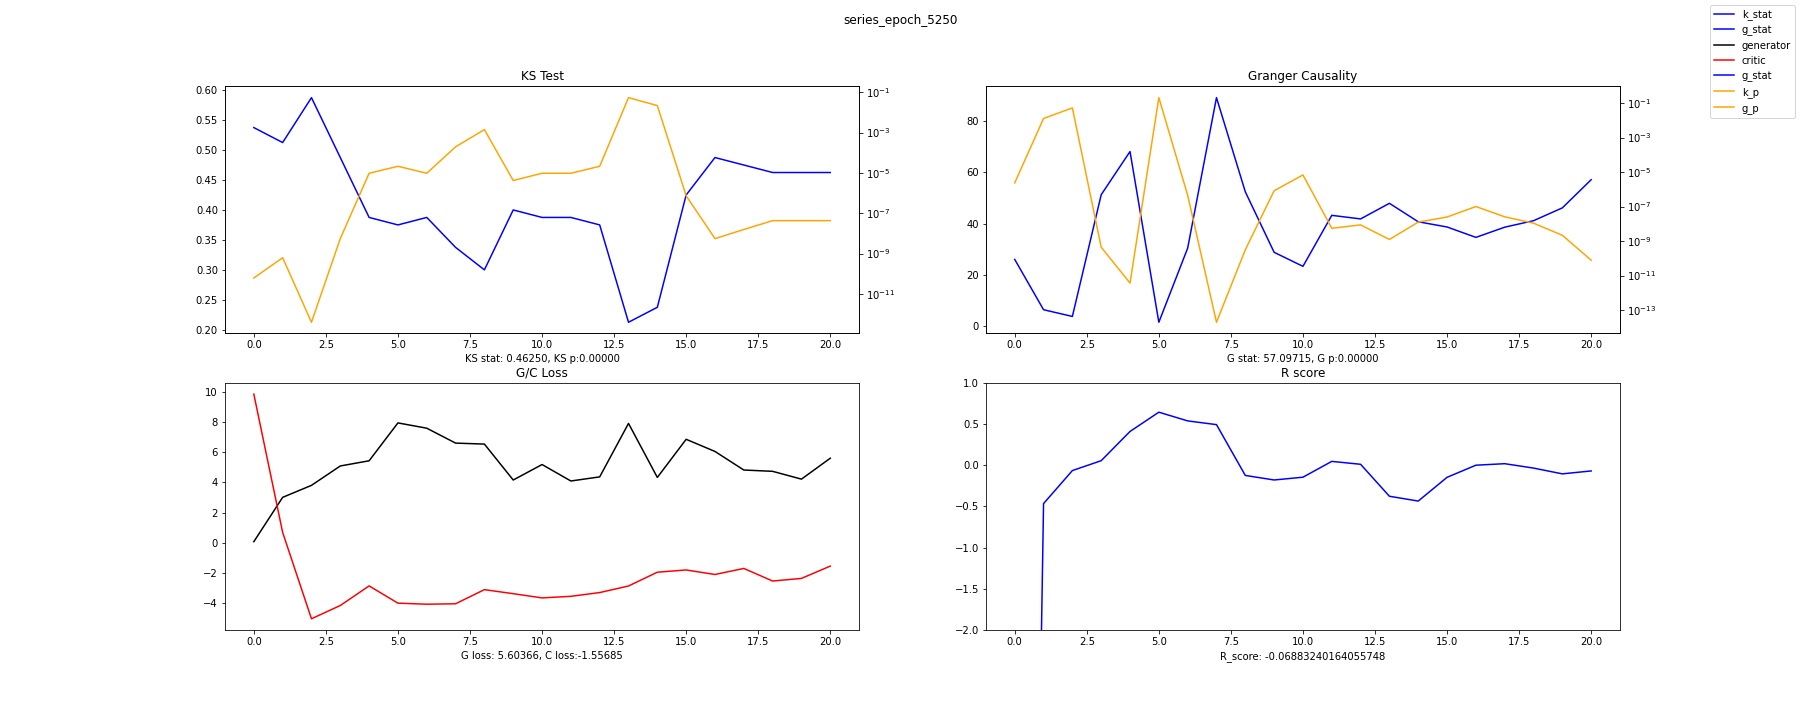 series_epoch_5250
k_stat
g_stat
generator
critic
g_stat
k_p
g_p
KS Test
0.60
0.55
0.50
0.45
0.40
0.35
0.30
0.25
0.20
10⁻¹
10⁻³
10⁻⁵
10⁻⁷
10⁻⁹
10⁻¹¹
0.0 2.5 5.0 7.5 10.0 12.5 15.0 17.5 20.0
KS stat: 0.46250, KS p:0.00000
Granger Causality
80
60
40
20
0
10⁻¹
10⁻³
10⁻⁵
10⁻⁷
10⁻⁹
10⁻¹¹
10⁻¹³
0.0 2.5 5.0 7.5 10.0 12.5 15.0 17.5 20.0
G stat: 57.09715, G p:0.00000
G/C Loss
10
8
6
4
2
0
−2
−4
0.0 2.5 5.0 7.5 10.0 12.5 15.0 17.5 20.0
G loss: 5.60366, C loss:-1.55685
R score
1.0
0.5
0.0
−0.5
−1.0
−1.5
−2.0
0.0 2.5 5.0 7.5 10.0 12.5 15.0 17.5 20.0
R_score: -0.06883240164055748